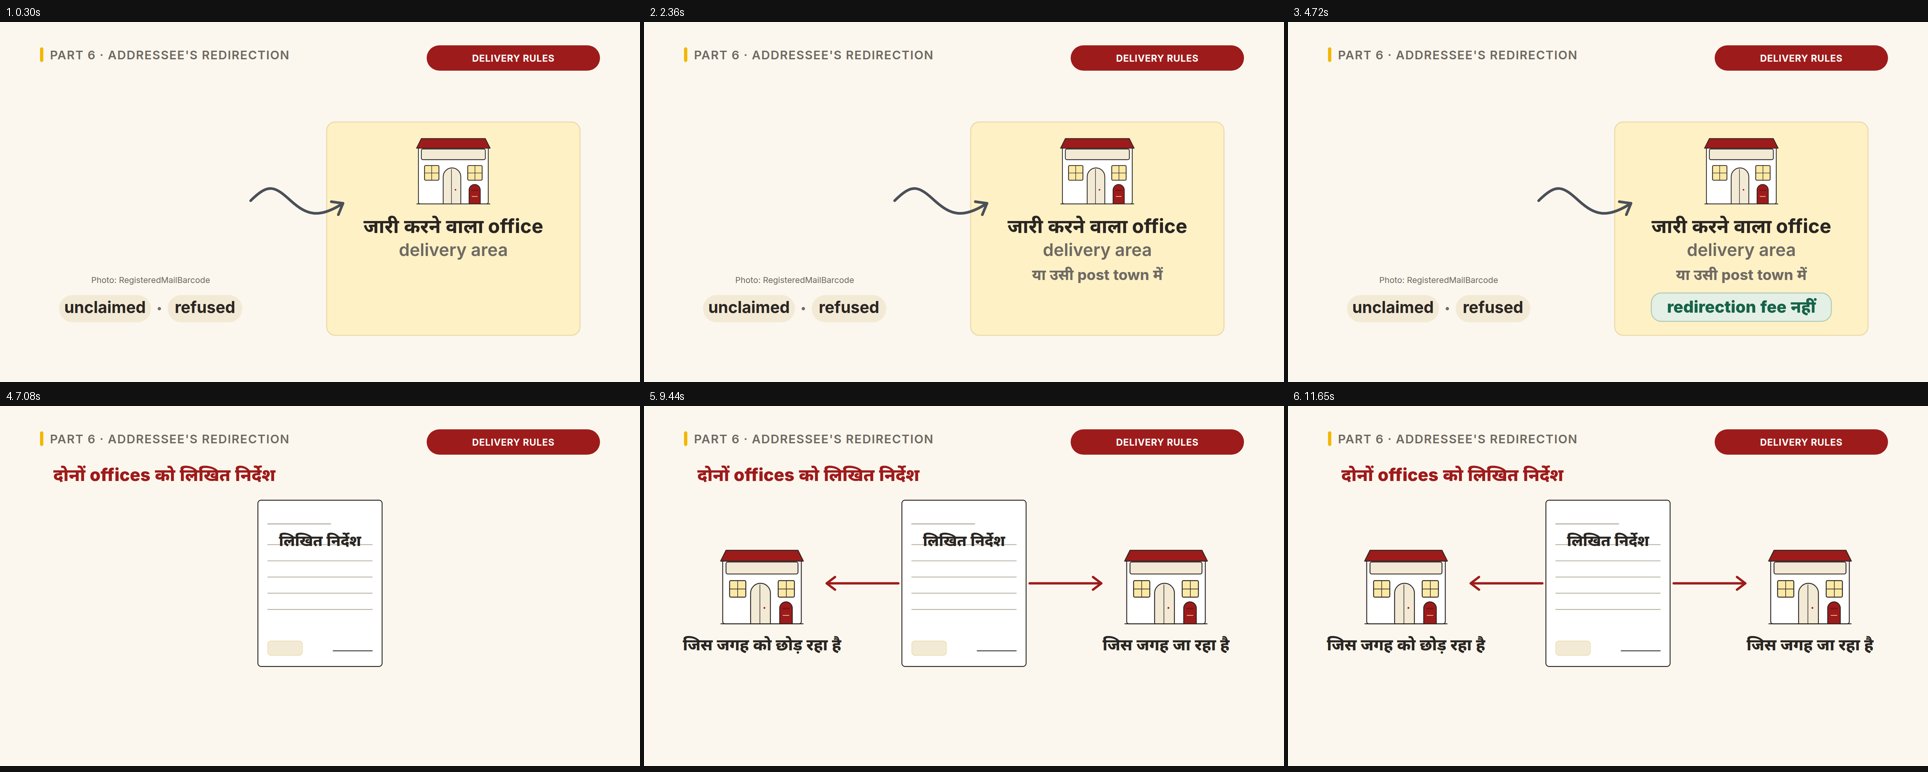 1. 0.30s
PART 6 · ADDRESSEE'S REDIRECTION
DELIVERY RULES
जारी करने वाला office
delivery area
Photo: RegisteredMailBarcode
unclaimed · refused
2. 2.36s
PART 6 · ADDRESSEE'S REDIRECTION
DELIVERY RULES
जारी करने वाला office
delivery area
या उसी post town में
Photo: RegisteredMailBarcode
unclaimed · refused
3. 4.72s
PART 6 · ADDRESSEE'S REDIRECTION
DELIVERY RULES
जारी करने वाला office
delivery area
या उसी post town में
Photo: RegisteredMailBarcode
unclaimed · refused
redirection fee नहीं
4. 7.08s
PART 6 · ADDRESSEE'S REDIRECTION
DELIVERY RULES
दोनों offices को लिखित निर्देश
लिखित निर्देश
5. 9.44s
PART 6 · ADDRESSEE'S REDIRECTION
DELIVERY RULES
दोनों offices को लिखित निर्देश
लिखित निर्देश
जिस जगह को छोड़ रहा है
जिस जगह जा रहा है
6. 11.65s
PART 6 · ADDRESSEE'S REDIRECTION
DELIVERY RULES
दोनों offices को लिखित निर्देश
लिखित निर्देश
जिस जगह को छोड़ रहा है
जिस जगह जा रहा है